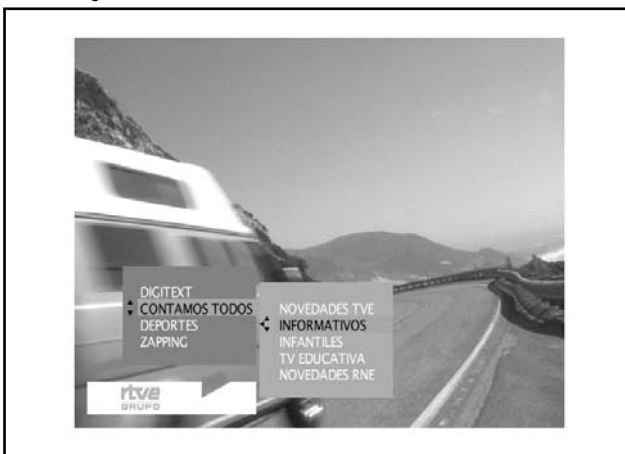 DIGITEXT
CONTAMOS TODOS
DEPORTES
ZAPPING
NOVEDADES TVE
INFORMATIVOS
INFANTILES
TV EDUCATIVA
NOVEDADES RNE
rtve
GRUPO